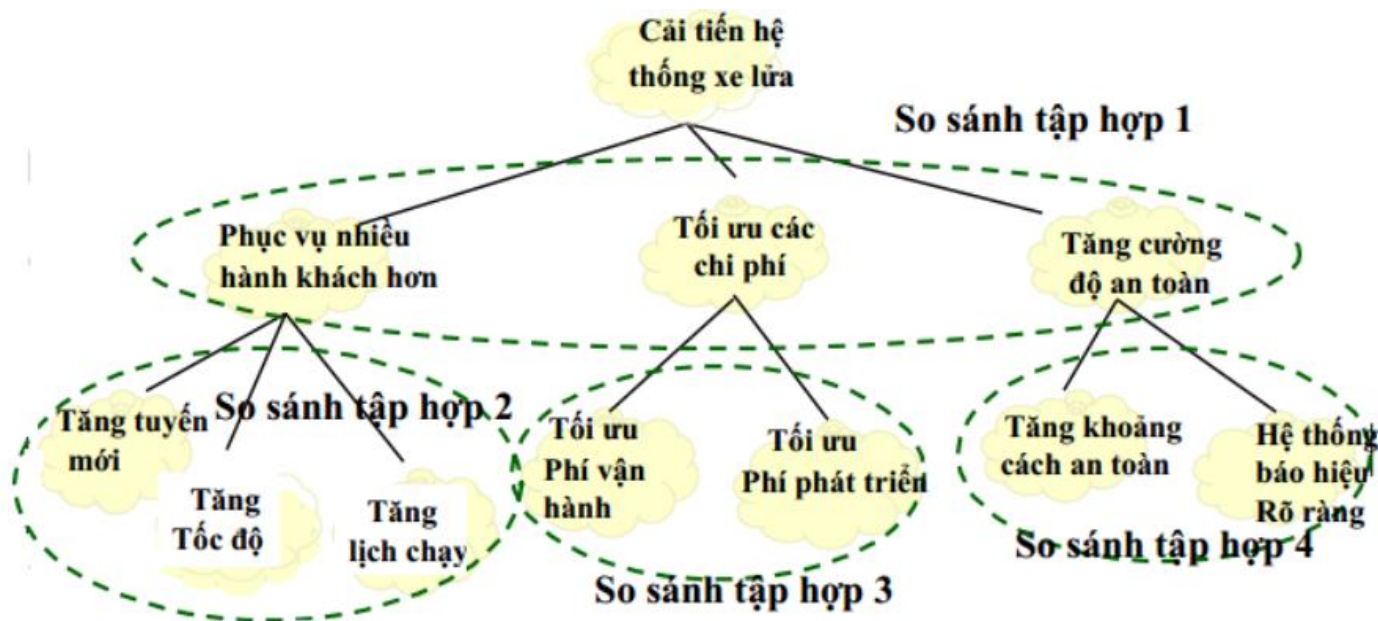 Cải tiến hệ
thống xe lửa
So sánh tập hợp 1
Phục vụ nhiều
hành khách hơn
Tối ưu các
chi phí
Tăng cường
độ an toàn
So sánh tập hợp 2
Tăng tuyến
mới
Tăng
Tốc độ
Tăng
lịch chạy
Tối ưu
Phí vận
hành
Tối ưu
Phí phát triển
So sánh tập hợp 3
Tăng khoảng
cách an toàn
Hệ thống
báo hiệu
Rõ ràng
So sánh tập hợp 4